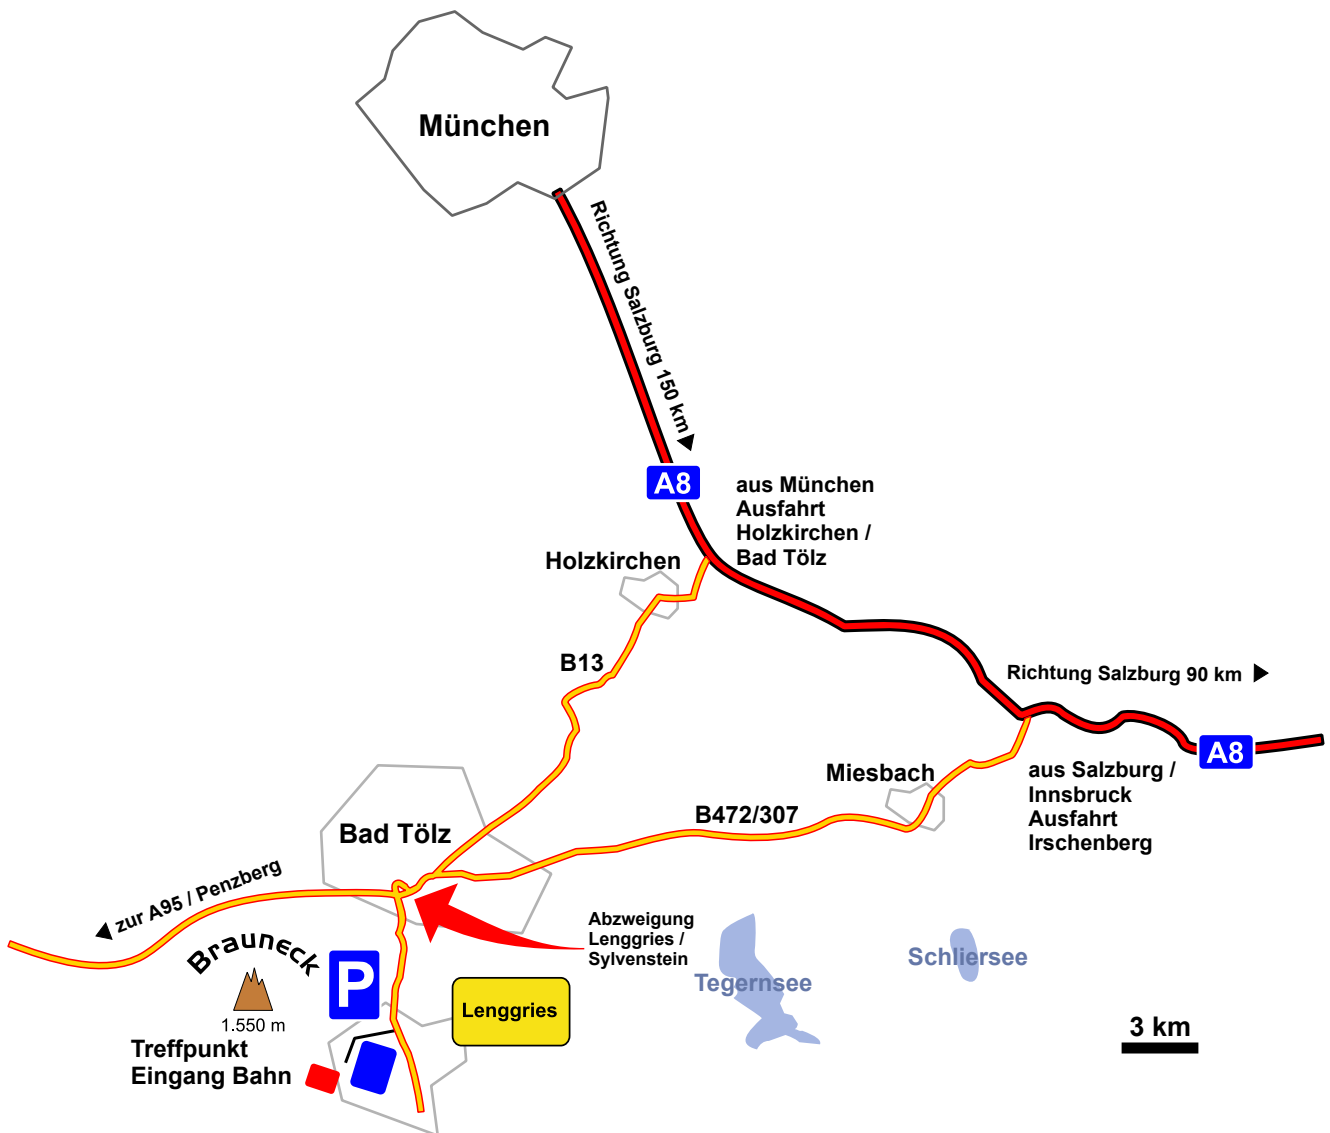 München
Richtung Salzburg 150 km
A8
aus München
Ausfahrt
Holzkirchen /
Bad Tölz
Holzkirchen
B13
Richtung Salzburg 90 km
A8
Miesbach
aus Salzburg /
Innsbruck
Ausfahrt
Irschenberg
B472/307
Bad Tölz
zur A95 / Penzberg
Abzweigung
Lenggries /
Sylvenstein
Brauneck
P
1.550 m
Lenggries
Tegernsee
Schliersee
3 km
Treffpunkt
Eingang Bahn